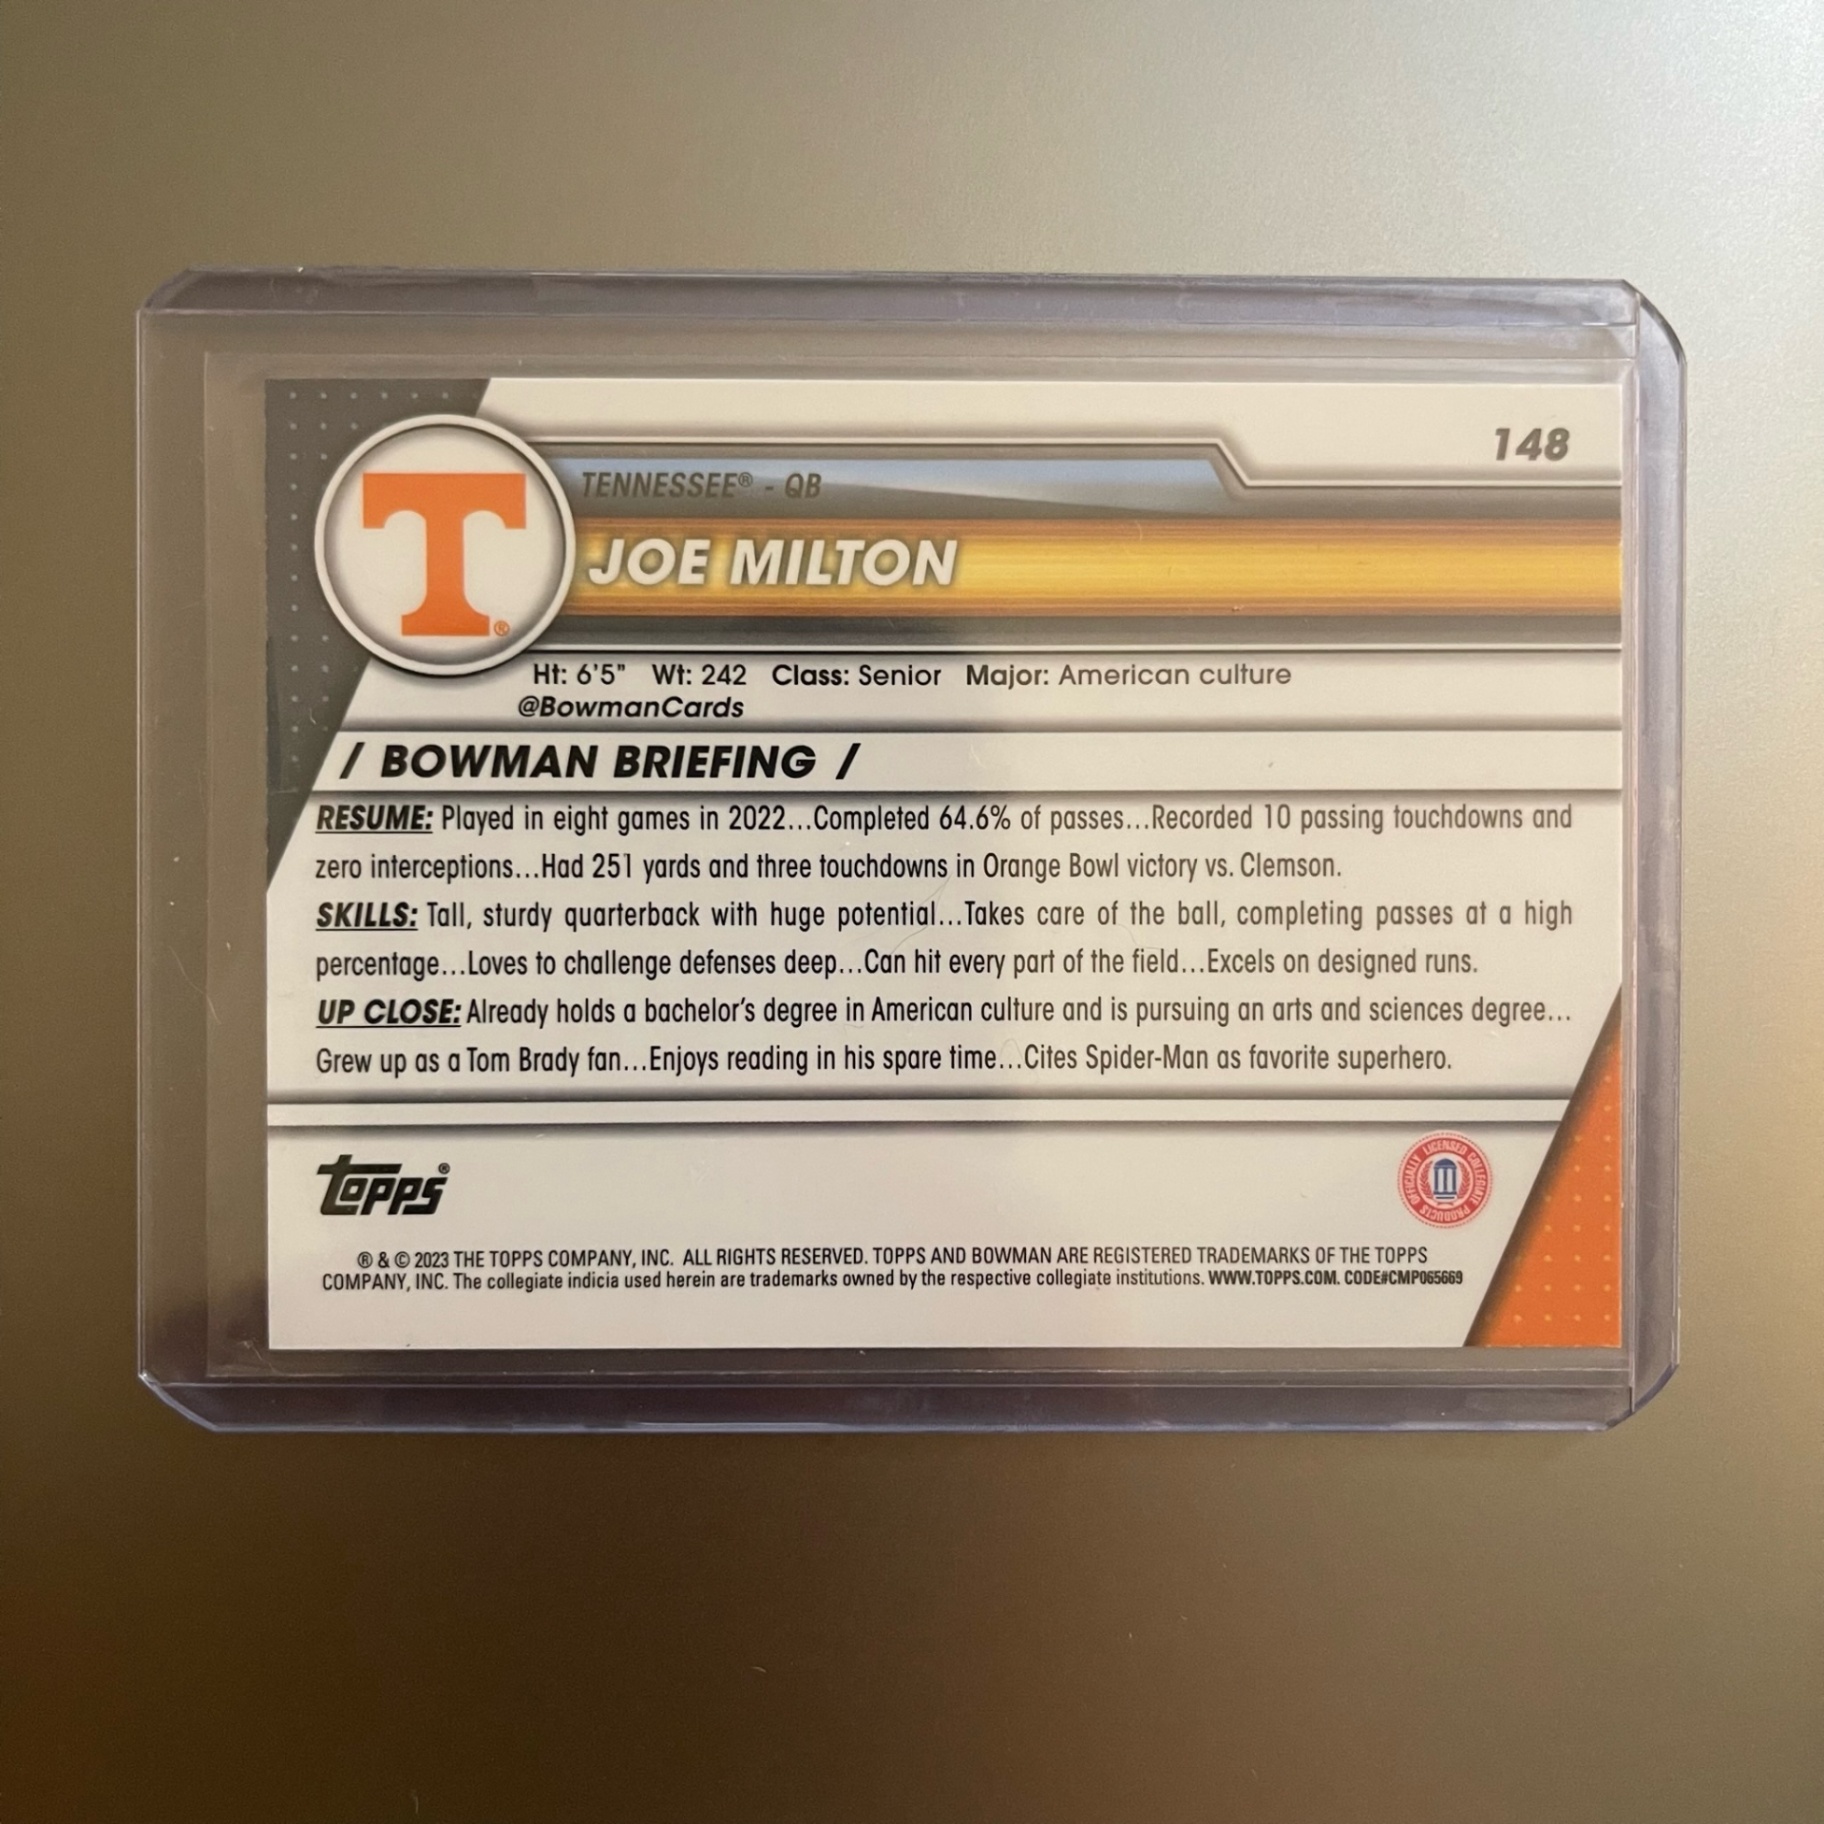 148
TENNESSEE® - QB
JOE MILTON
T®
Ht: 6'5" Wt: 242 Class: Senior Major: American culture
@BowmanCards
/ BOWMAN BRIEFING /
RESUME: Played in eight games in 2022...Completed 64.6% of passes...Recorded 10 passing touchdowns and
zero interceptions...Had 251 yards and three touchdowns in Orange Bowl victory vs. Clemson.
SKILLS: Tall, sturdy quarterback with huge potential...Takes care of the ball, completing passes at a high
percentage...Loves to challenge defenses deep...Can hit every part of the field...Excels on designed runs.
UP CLOSE: Already holds a bachelor's degree in American culture and is pursuing an arts and sciences degree...
Grew up as a Tom Brady fan...Enjoys reading in his spare time...Cites Spider-Man as favorite superhero.
topps®
OFFICIALLY LICENSED COLLEGIATE PRODUCTS
® & © 2023 THE TOPPS COMPANY, INC. ALL RIGHTS RESERVED. TOPPS AND BOWMAN ARE REGISTERED TRADEMARKS OF THE TOPPS
COMPANY, INC. The collegiate indicia used herein are trademarks owned by the respective collegiate institutions. WWW.TOPPS.COM. CODE#CMP065669